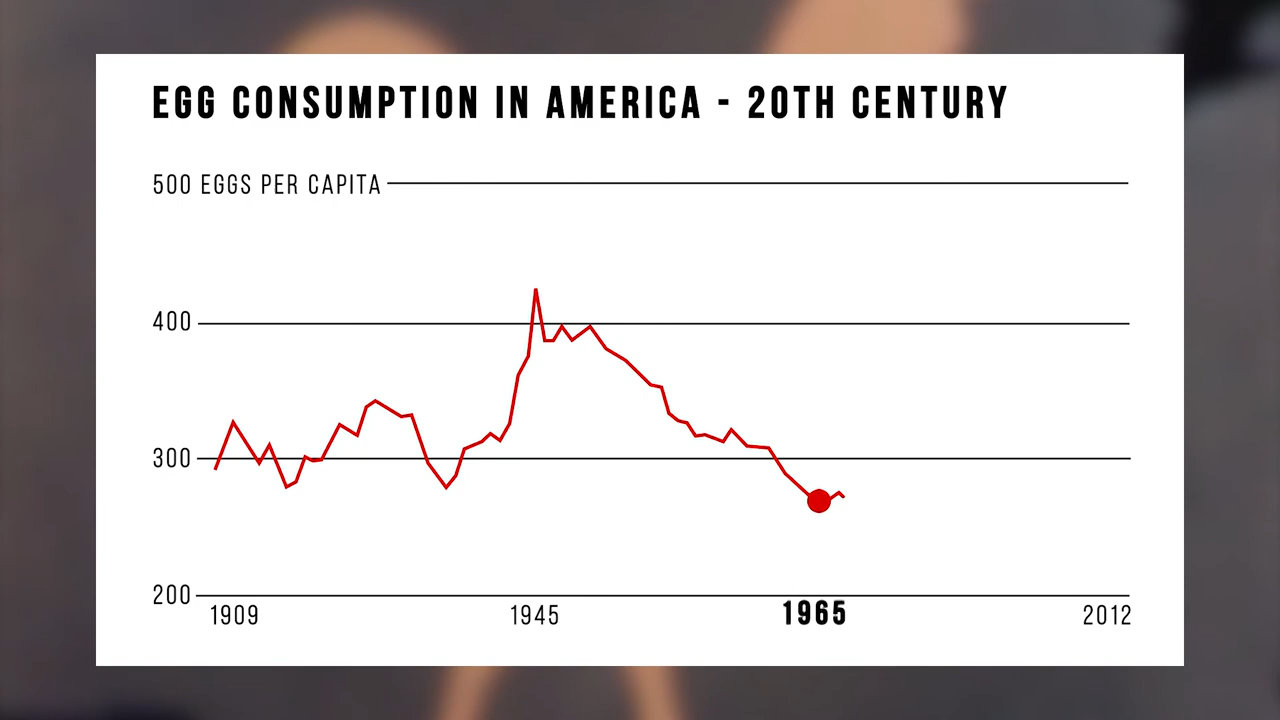 EGG CONSUMPTION IN AMERICA - 20TH CENTURY
500 EGGS PER CAPITA
400
300
200
1909 1945 1965 2012